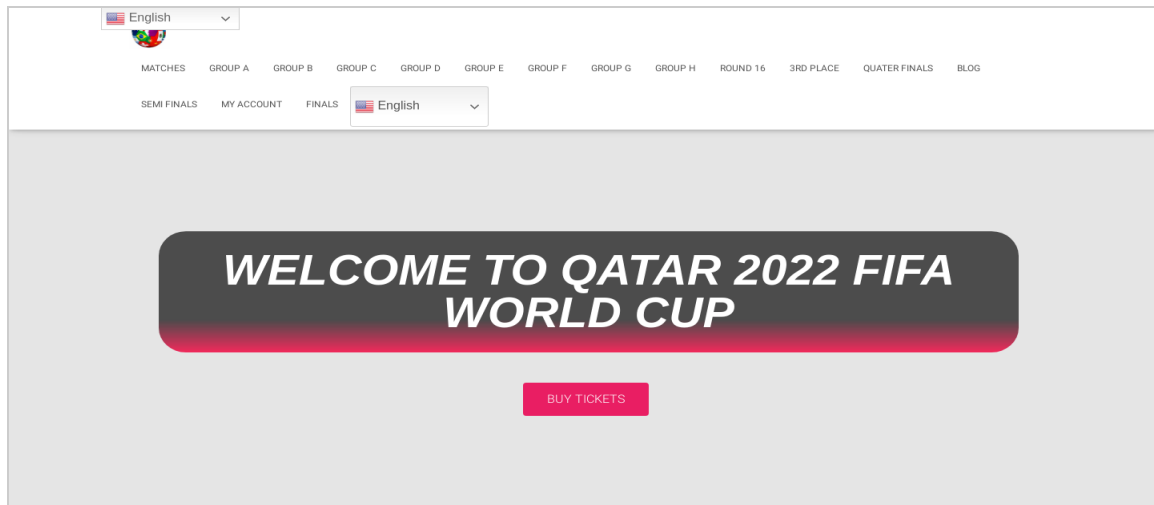 English
MATCHES GROUP A GROUP B GROUP C GROUP D GROUP E GROUP F GROUP G GROUP H ROUND 16 3RD PLACE QUATER FINALS BLOG
SEMI FINALS MY ACCOUNT FINALS English
WELCOME TO QATAR 2022 FIFA
WORLD CUP
BUY TICKETS